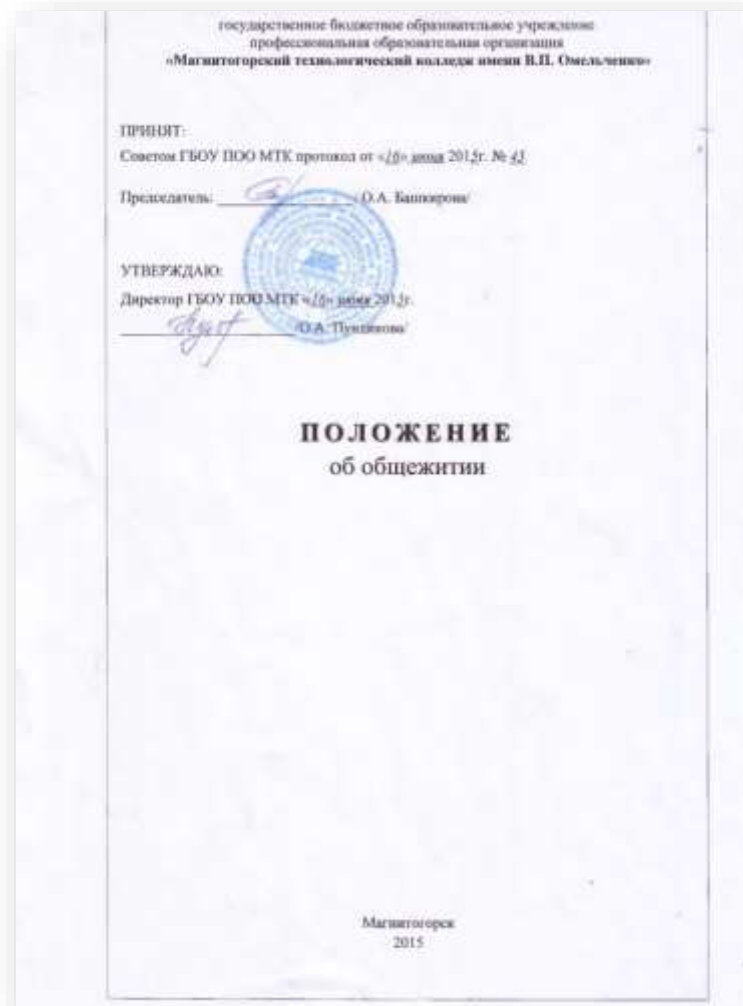 государственное бюджетное образовательное учреждение
профессиональная образовательная организация
«Магнитогорский технологический колледж имени В.П. Омельченко»
ПРИНЯТ:
Советом ГБОУ ПОО МТК протокол от «16» июня 2015г. № 43
Председатель: /О.А. Башкирова/
УТВЕРЖДАЮ:
Директор ГБОУ ПОО МТК «16» июня 2015г.
/О.А. Пундикова/
ПОЛОЖЕНИЕ
об общежитии
Магнитогорск
2015